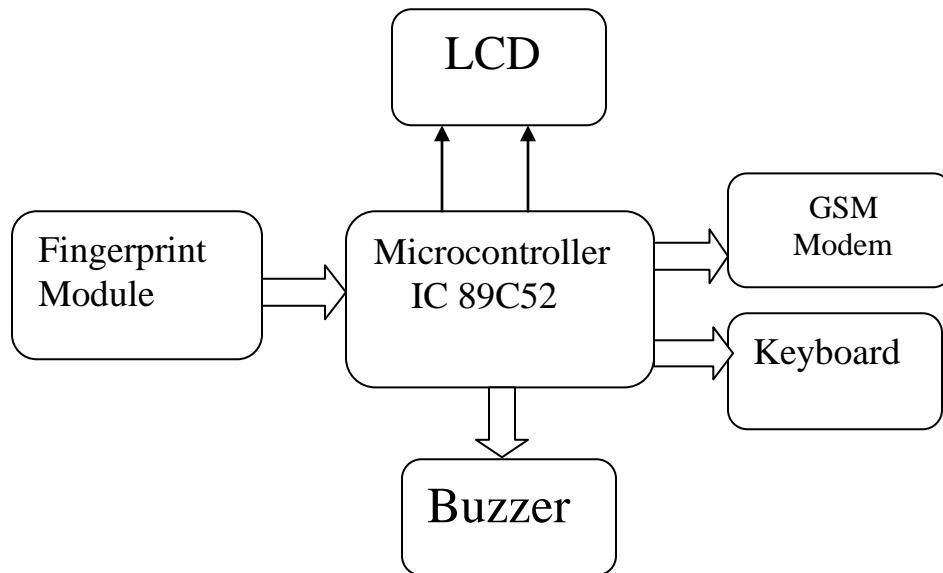 LCD
Fingerprint
Module
Microcontroller
IC 89C52
GSM
Modem
Keyboard
Buzzer